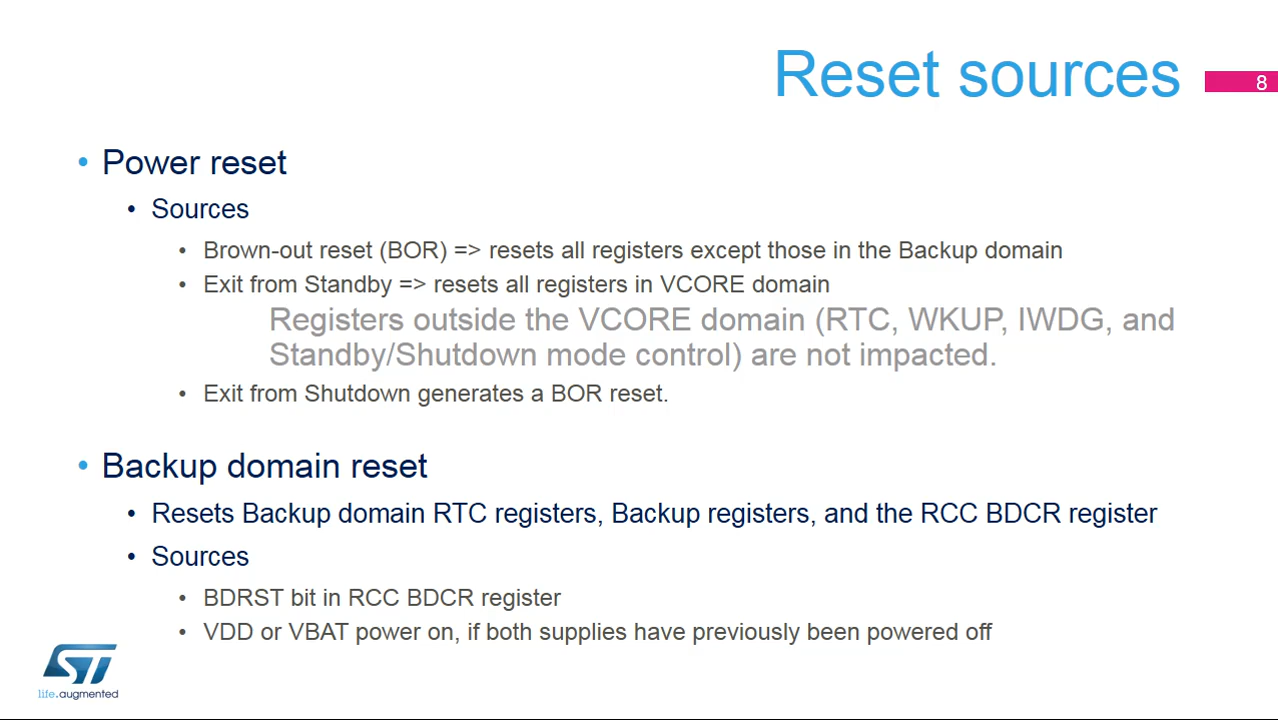 Reset sources
8
• Power reset
• Sources
• Brown-out reset (BOR) => resets all registers except those in the Backup domain
• Exit from Standby => resets all registers in VCORE domain
Registers outside the VCORE domain (RTC, WKUP, IWDG, and
Standby/Shutdown mode control) are not impacted.
• Exit from Shutdown generates a BOR reset.
• Backup domain reset
• Resets Backup domain RTC registers, Backup registers, and the RCC BDCR register
• Sources
• BDRST bit in RCC BDCR register
• VDD or VBAT power on, if both supplies have previously been powered off
ST
life.augmented